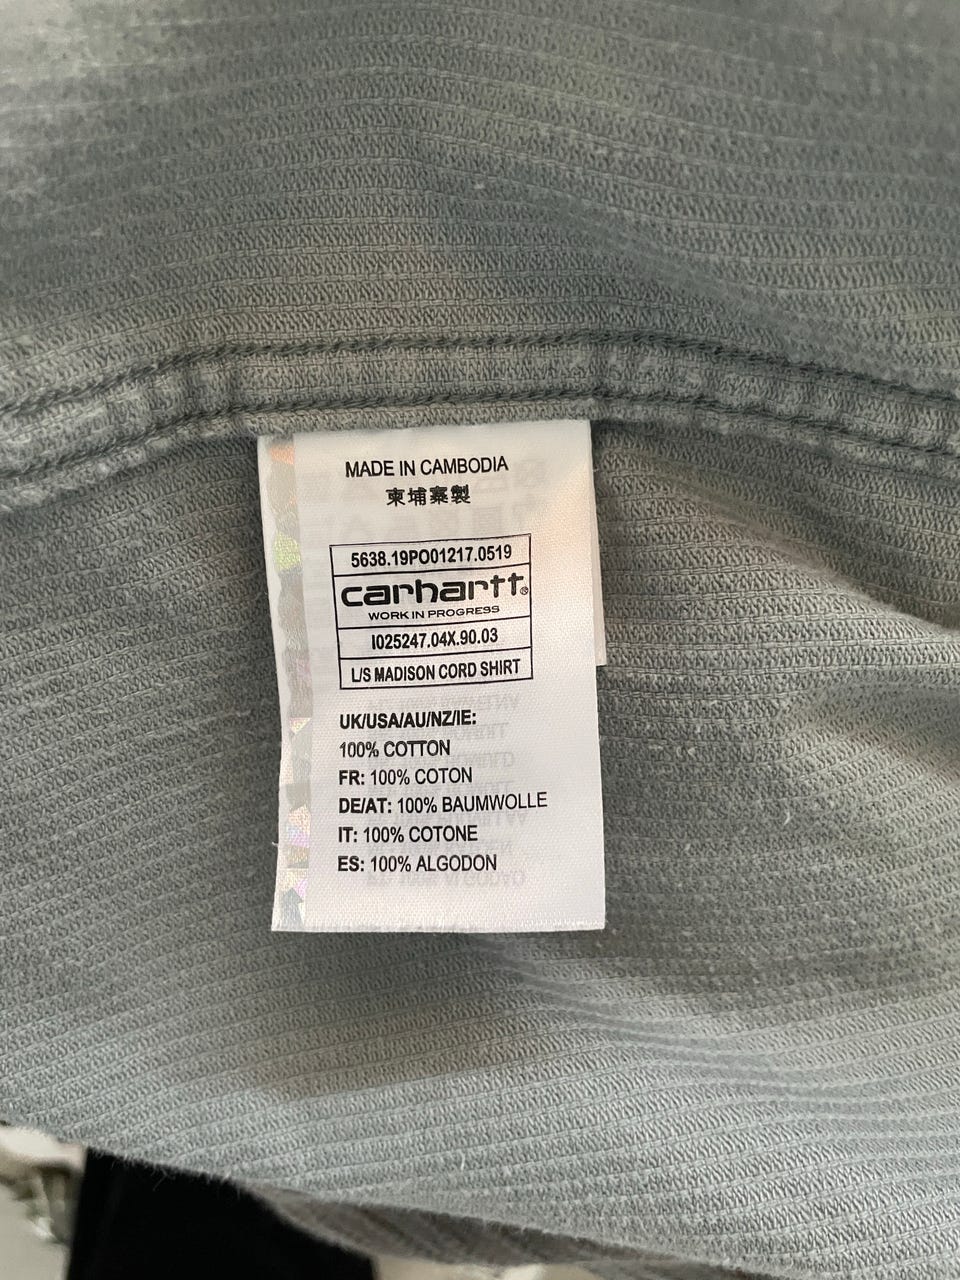 MADE IN CAMBODIA
柬埔寨製
5638.19PO01217.0519
carhartt®
WORK IN PROGRESS
I025247.04X.90.03
L/S MADISON CORD SHIRT
UK/USA/AU/NZ/IE:
100% COTTON
FR: 100% COTON
DE/AT: 100% BAUMWOLLE
IT: 100% COTONE
ES: 100% ALGODON